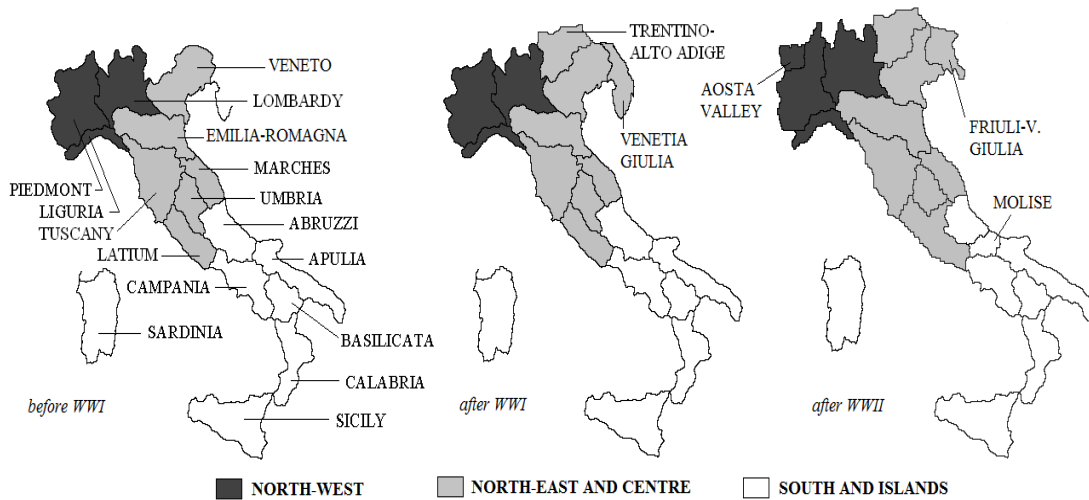 VENETO
LOMBARDY
EMILIA-ROMAGNA
MARCHES
PIEDMONT
UMBRIA
LIGURIA
TUSCANY
ABRUZZI
LATIUM
APULIA
CAMPANIA
SARDINIA
BASILICATA
CALABRIA
SICILY
before WWI
TRENTINO-
ALTO ADIGE
VENETIA
GIULIA
after WWI
AOSTA
VALLEY
FRIULI-V.
GIULIA
MOLISE
after WWII
NORTH-WEST
NORTH-EAST AND CENTRE
SOUTH AND ISLANDS